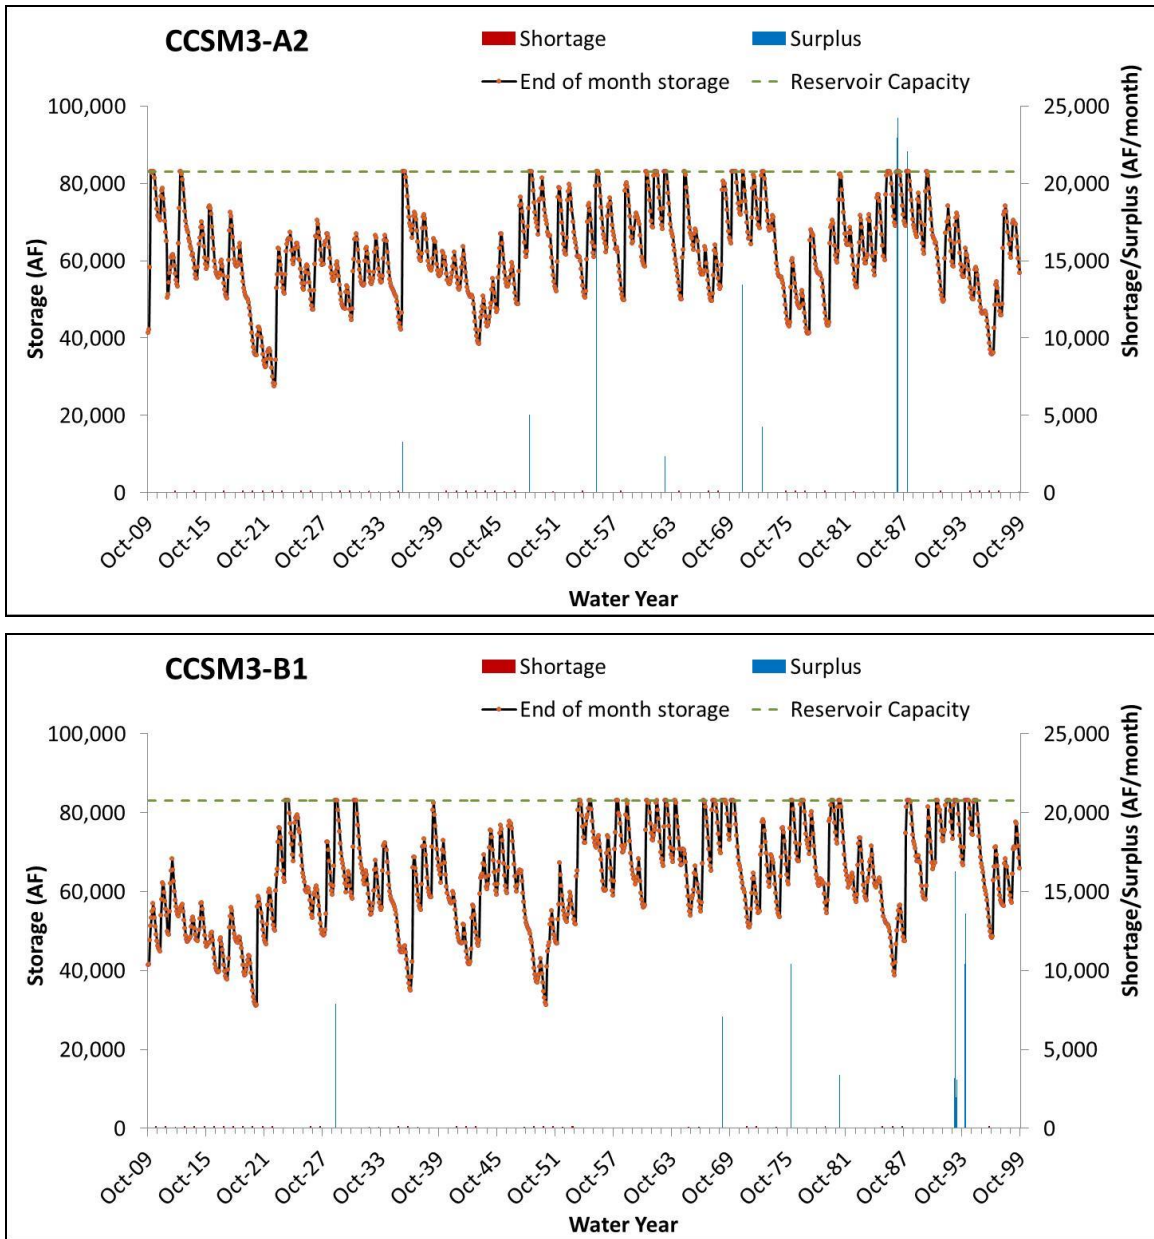 CCSM3-A2
Shortage
Surplus
End of month storage
Reservoir Capacity
100,000
80,000
60,000
40,000
20,000
0
Storage (AF)
25,000
20,000
15,000
10,000
5,000
0
Shortage/Surplus (AF/month)
Oct-09
Oct-15
Oct-21
Oct-27
Oct-33
Oct-39
Oct-45
Oct-51
Oct-57
Oct-63
Oct-69
Oct-75
Oct-81
Oct-87
Oct-93
Oct-99
Water Year
CCSM3-B1
Shortage
Surplus
End of month storage
Reservoir Capacity
100,000
80,000
60,000
40,000
20,000
0
Storage (AF)
25,000
20,000
15,000
10,000
5,000
0
Shortage/Surplus (AF/month)
Oct-09
Oct-15
Oct-21
Oct-27
Oct-33
Oct-39
Oct-45
Oct-51
Oct-57
Oct-63
Oct-69
Oct-75
Oct-81
Oct-87
Oct-93
Oct-99
Water Year